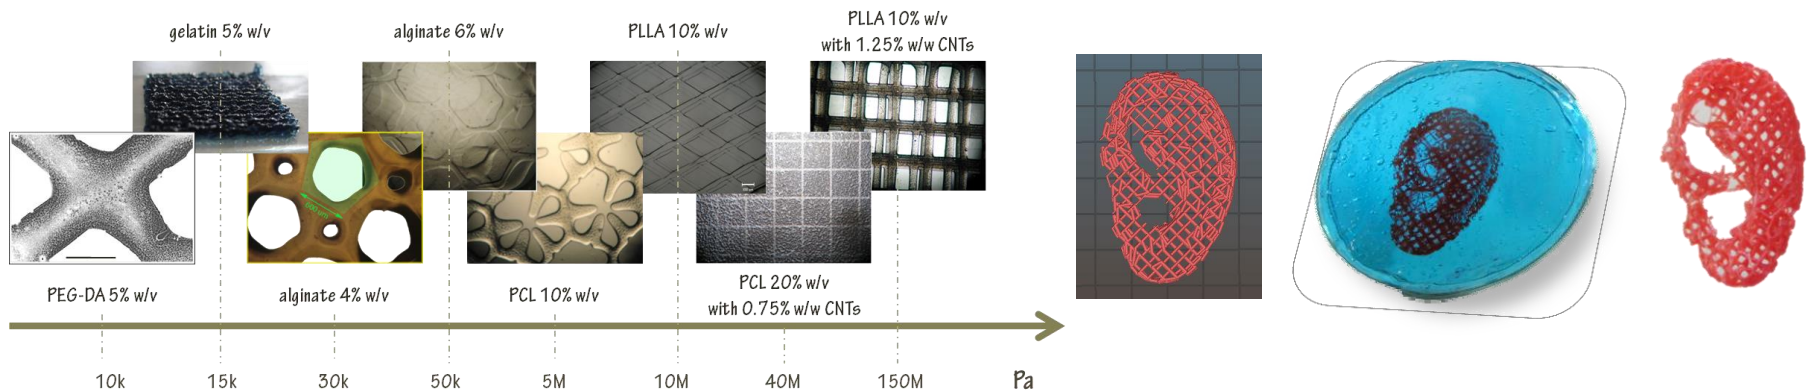 gelatin 5% w/v
alginate 6% w/v
PLLA 10% w/v
PLLA 10% w/v
with 1.25% w/w CNTs
PEG-DA 5% w/v
alginate 4% w/v
PCL 10% w/v
PCL 20% w/v
with 0.75% w/w CNTs
10k
15k
30k
50k
5M
10M
40M
150M
Pa